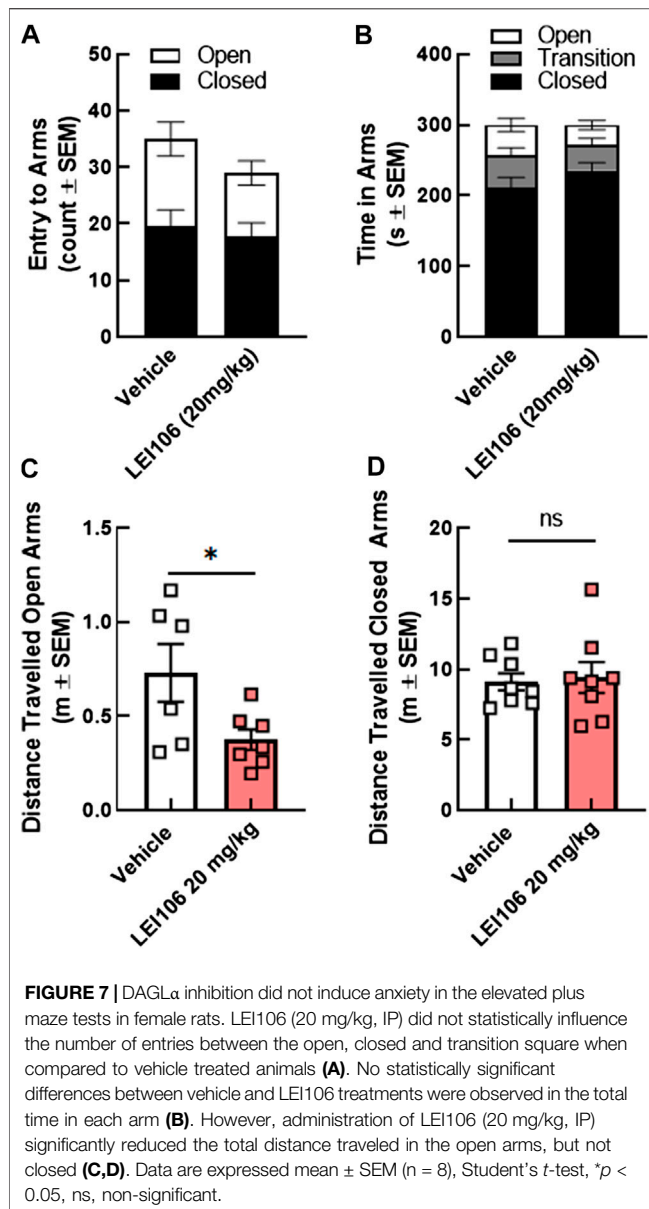 A
Open
Closed
Entry to Arms
(count ± SEM)
50
40
30
20
10
0
Vehicle
LEI106 (20mg/kg)
B
Open
Transition
Closed
Time in Arms
(s ± SEM)
400
300
200
100
0
Vehicle
LEI106 (20mg/kg)
C
Distance Travelled Open Arms
(m ± SEM)
1.5
1.0
0.5
0.0
*
Vehicle
LEI106 20 mg/kg
D
Distance Travelled Closed Arms
(m ± SEM)
20
15
10
5
0
ns
Vehicle
LEI106 20 mg/kg
FIGURE 7 | DAGLα inhibition did not induce anxiety in the elevated plus
maze tests in female rats. LEI106 (20 mg/kg, IP) did not statistically influence
the number of entries between the open, closed and transition square when
compared to vehicle treated animals (A). No statistically significant
differences between vehicle and LEI106 treatments were observed in the total
time in each arm (B). However, administration of LEI106 (20 mg/kg, IP)
significantly reduced the total distance traveled in the open arms, but not
closed (C,D). Data are expressed mean ± SEM (n = 8), Student's t-test, *p <
0.05, ns, non-significant.